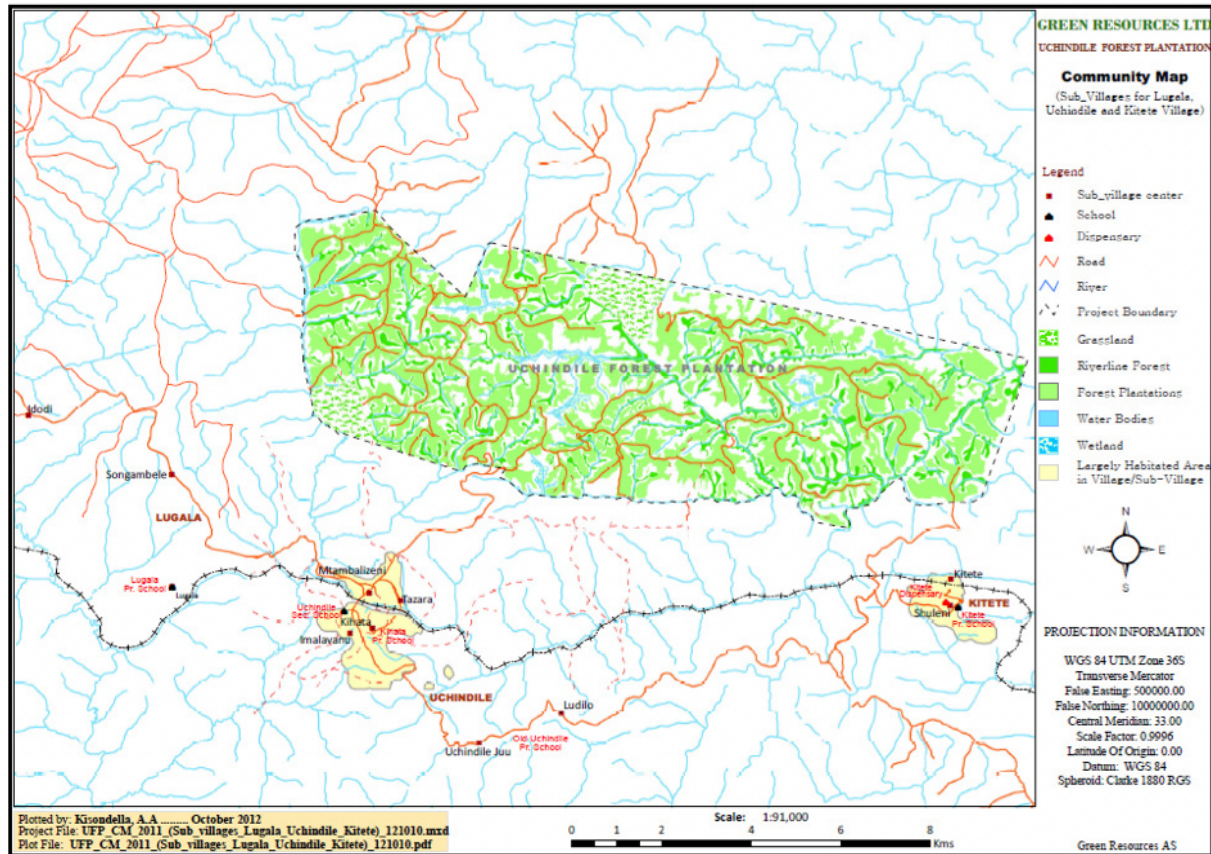 GREEN RESOURCES LTD
UCHINDILE FOREST PLANTATION
Community Map
(Sub_Villages for Lugala,
Uchindile and Kitete Village)
Legend
Sub_village center
School
Dispensary
Road
River
Project Boundary
Grassland
Riverline Forest
Forest Plantations
Water Bodies
Wetland
Largely Habitated Area
in Village/Sub-Village
N
W E
S
PROJECTION INFORMATION
WGS 84 UTM Zone 36S
Transverse Mercator
False Easting: 500000.00
False Northing: 10000000.00
Central Meridian: 33.00
Scale Factor: 0.9996
Latitude Of Origin: 0.00
Datum: WGS 84
Spheroid: Clarke 1880 RGS
Green Resources AS
UCHINDILE FOREST PLANTATION
Idodi
Songambele
LUGALA
Lugala
Pr. School
Lugala
Mtambalizeni
Tazara
Uchindile
Sec. School
Kihata
Kihata
Pr. School
Imalayanu
UCHINDILE
Ludilo
Old Uchindile
Pr. School
Uchindile Juu
Kitete
Kitete
Dispensary
KITETE
Shuleni
Kitete
Pr. School
Plotted by: Kisondella, A.A ......... October 2012
Project File: UFP_CM_2011_(Sub_villages_Lugala_Uchindile_Kitete)_121010.mxd
Plot File: UFP_CM_2011_(Sub_villages_Lugala_Uchindile_Kitete)_121010.pdf
Scale: 1:91,000
0 1 2 4 6 8
Kms